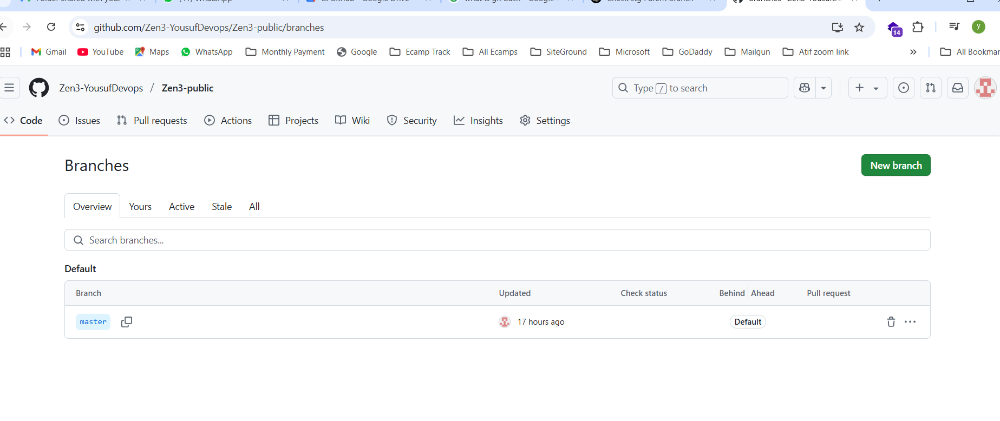 github.com/Zen3-YousufDevops/Zen3-public/branches
14
y
Gmail YouTube Maps WhatsApp Monthly Payment Google Ecamp Track All Ecamps SiteGround Microsoft GoDaddy Mailgun Atif zoom link » All Bookmar
Zen3-YousufDevops / Zen3-public
Type / to search
Code Issues Pull requests Actions Projects Wiki Security Insights Settings
Branches
New branch
Overview Yours Active Stale All
Search branches...
Default
Branch Updated Check status Behind Ahead Pull request
master 17 hours ago Default